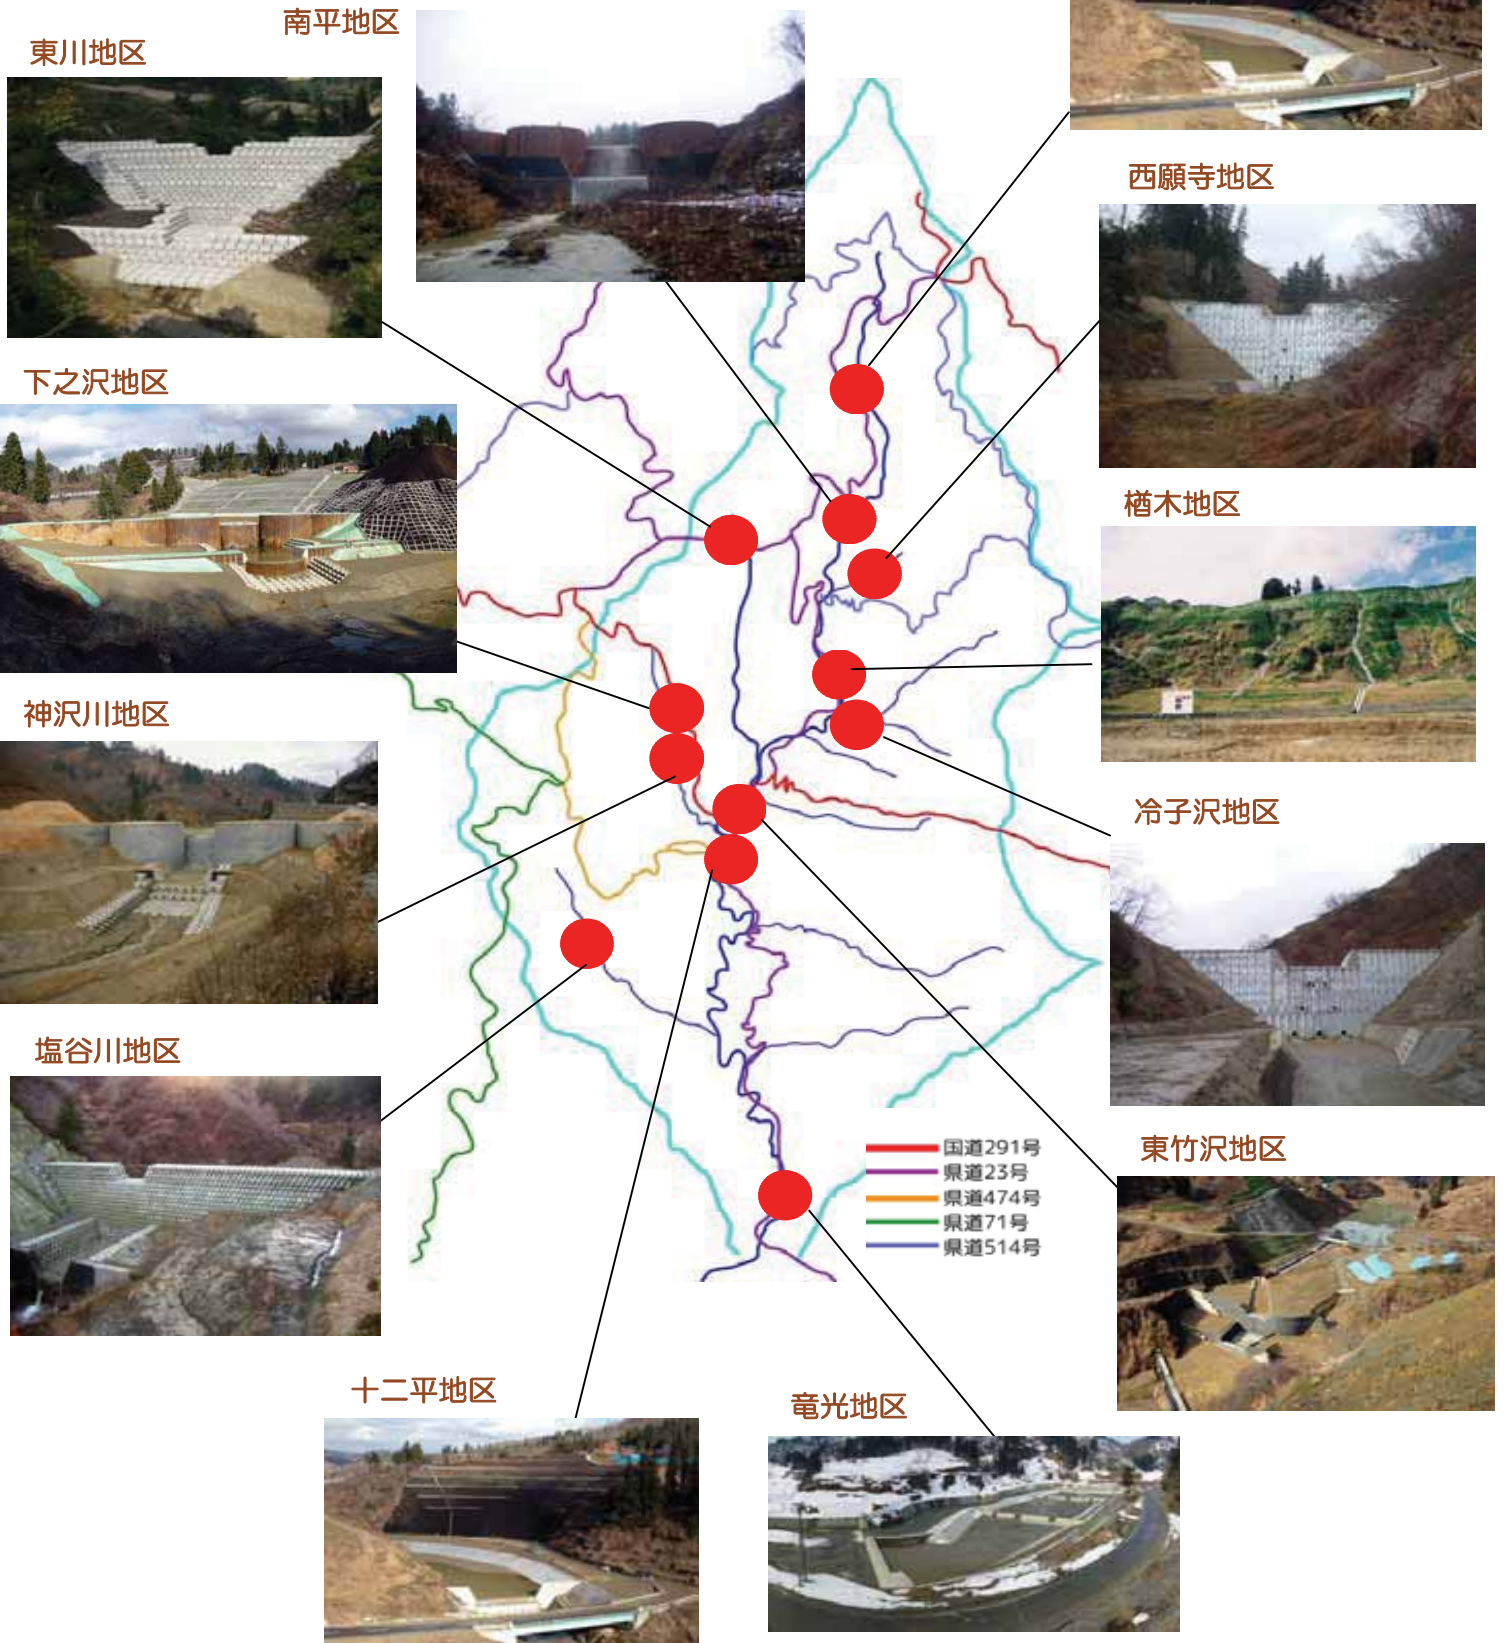 南平地区
東川地区
西願寺地区
下之沢地区
楢木地区
神沢川地区
冷子沢地区
塩谷川地区
東竹沢地区
国道291号
県道23号
県道474号
県道71号
県道514号
十二平地区
竜光地区